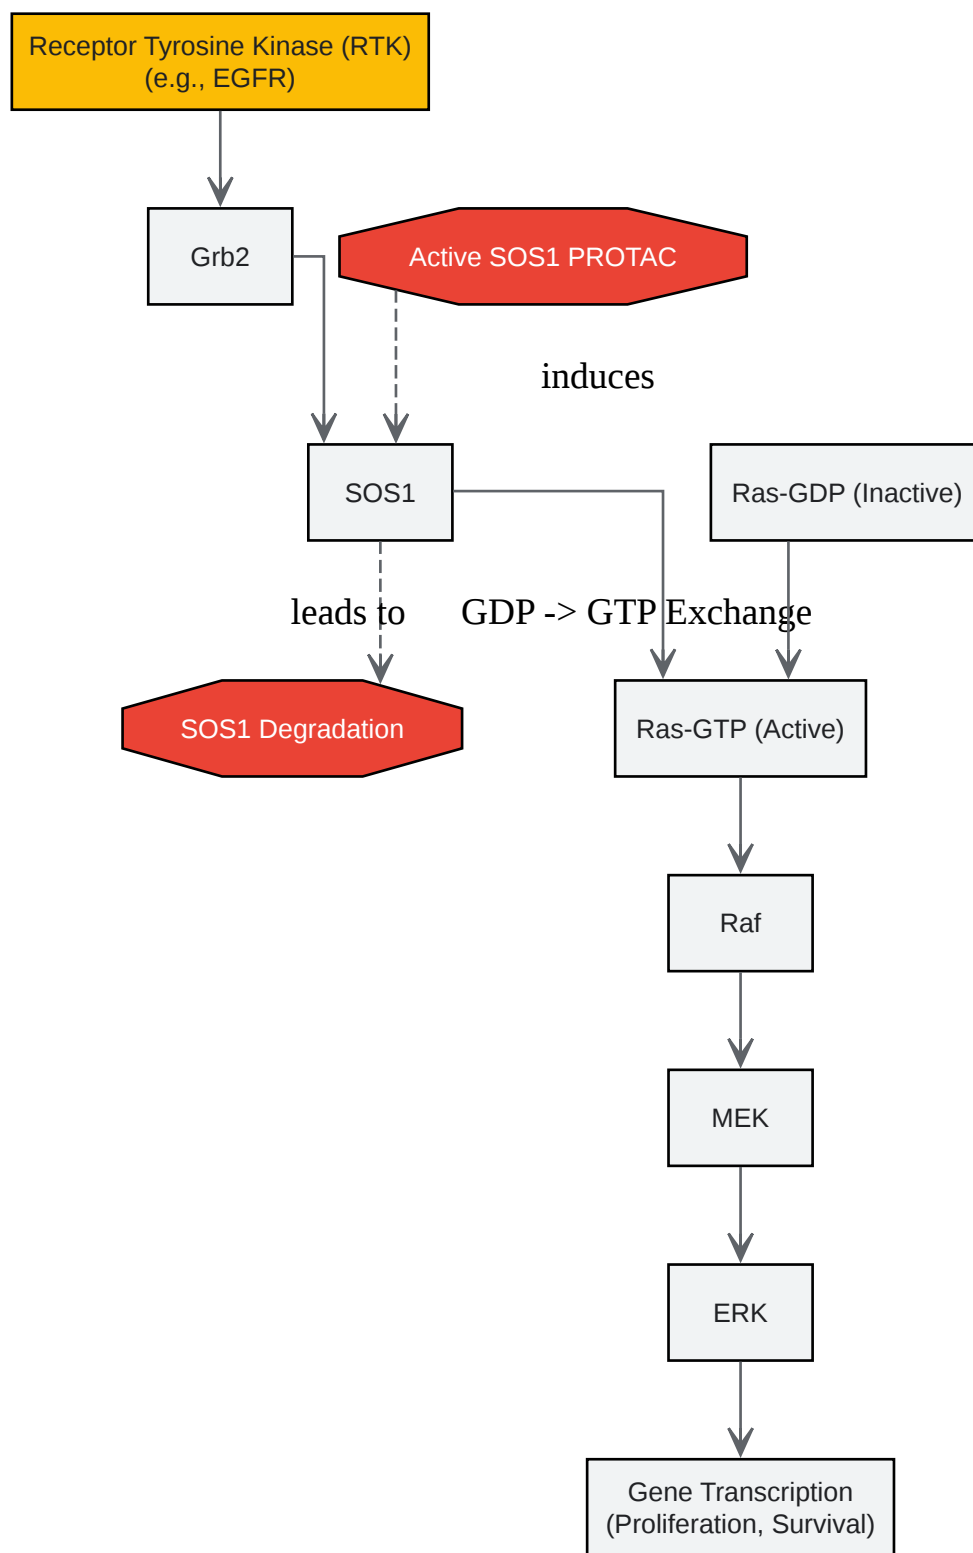 Receptor Tyrosine Kinase (RTK)
(e.g., EGFR)
Grb2
Active SOS1 PROTAC
induces
SOS1
Ras-GDP (Inactive)
leads to
GDP -> GTP Exchange
SOS1 Degradation
Ras-GTP (Active)
Raf
MEK
ERK
Gene Transcription
(Proliferation, Survival)